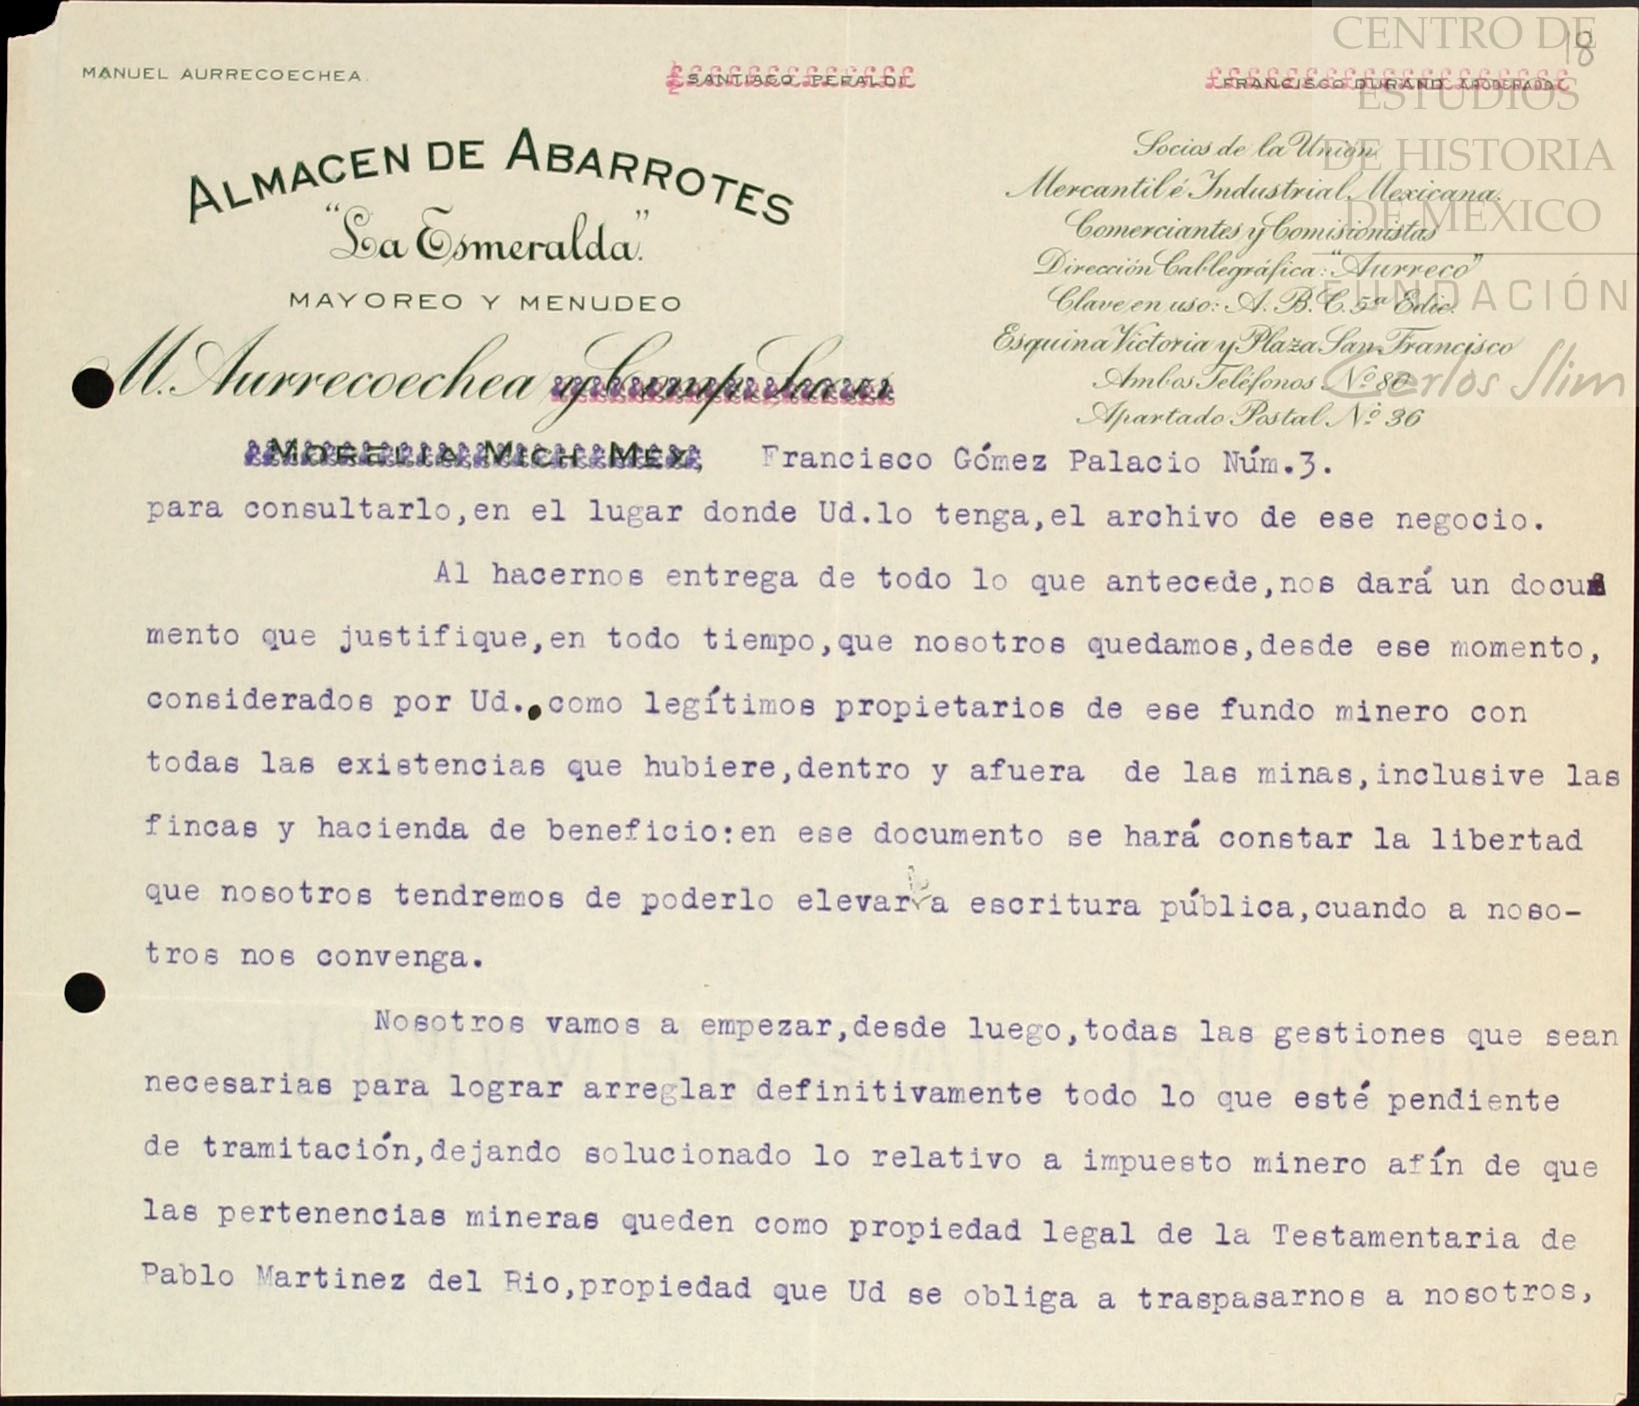 18
MANUEL AURRECOECHEA.
SANTIAGO PERALDI
FRANCISCO DURAND APODERADO
ALMACEN DE ABARROTES
"La Esmeralda".
MAYOREO Y MENUDEO
M. Aurrecoechea y Comp. Sucs
Socios de la Unión
Mercantil é Industrial Mexicana.
Comerciantes y Comisionistas
Dirección Cablegráfica: "Aurreco"
Clave en uso: A. B. C. 5ª Edic.
Esquina Victoria y Plaza San Francisco
Ambos Teléfonos Nº 80
Apartado Postal Nº 36
CENTRO DE
ESTUDIOS
DE HISTORIA
DE MÉXICO
FUNDACIÓN
Carlos Slim
MORELIA MICH MEX, Francisco Gómez Palacio Núm.3.
para consultarlo,en el lugar donde Ud.lo tenga,el archivo de ese negocio.
Al hacernos entrega de todo lo que antecede,nos dará un docu
mento que justifique,en todo tiempo,que nosotros quedamos,desde ese momento,
considerados por Ud. como legítimos propietarios de ese fundo minero con
todas las existencias que hubiere,dentro y afuera de las minas,inclusive las
fincas y hacienda de beneficio:en ese documento se hará constar la libertad
que nosotros tendremos de poderlo elevar a escritura pública,cuando a noso-
tros nos convenga.
Nosotros vamos a empezar,desde luego,todas las gestiones que sean
necesarias para lograr arreglar definitivamente todo lo que esté pendiente
de tramitación,dejando solucionado lo relativo a impuesto minero afín de que
las pertenencias mineras queden como propiedad legal de la Testamentaria de
Pablo Martinez del Rio,propiedad que Ud se obliga a traspasarnos a nosotros,